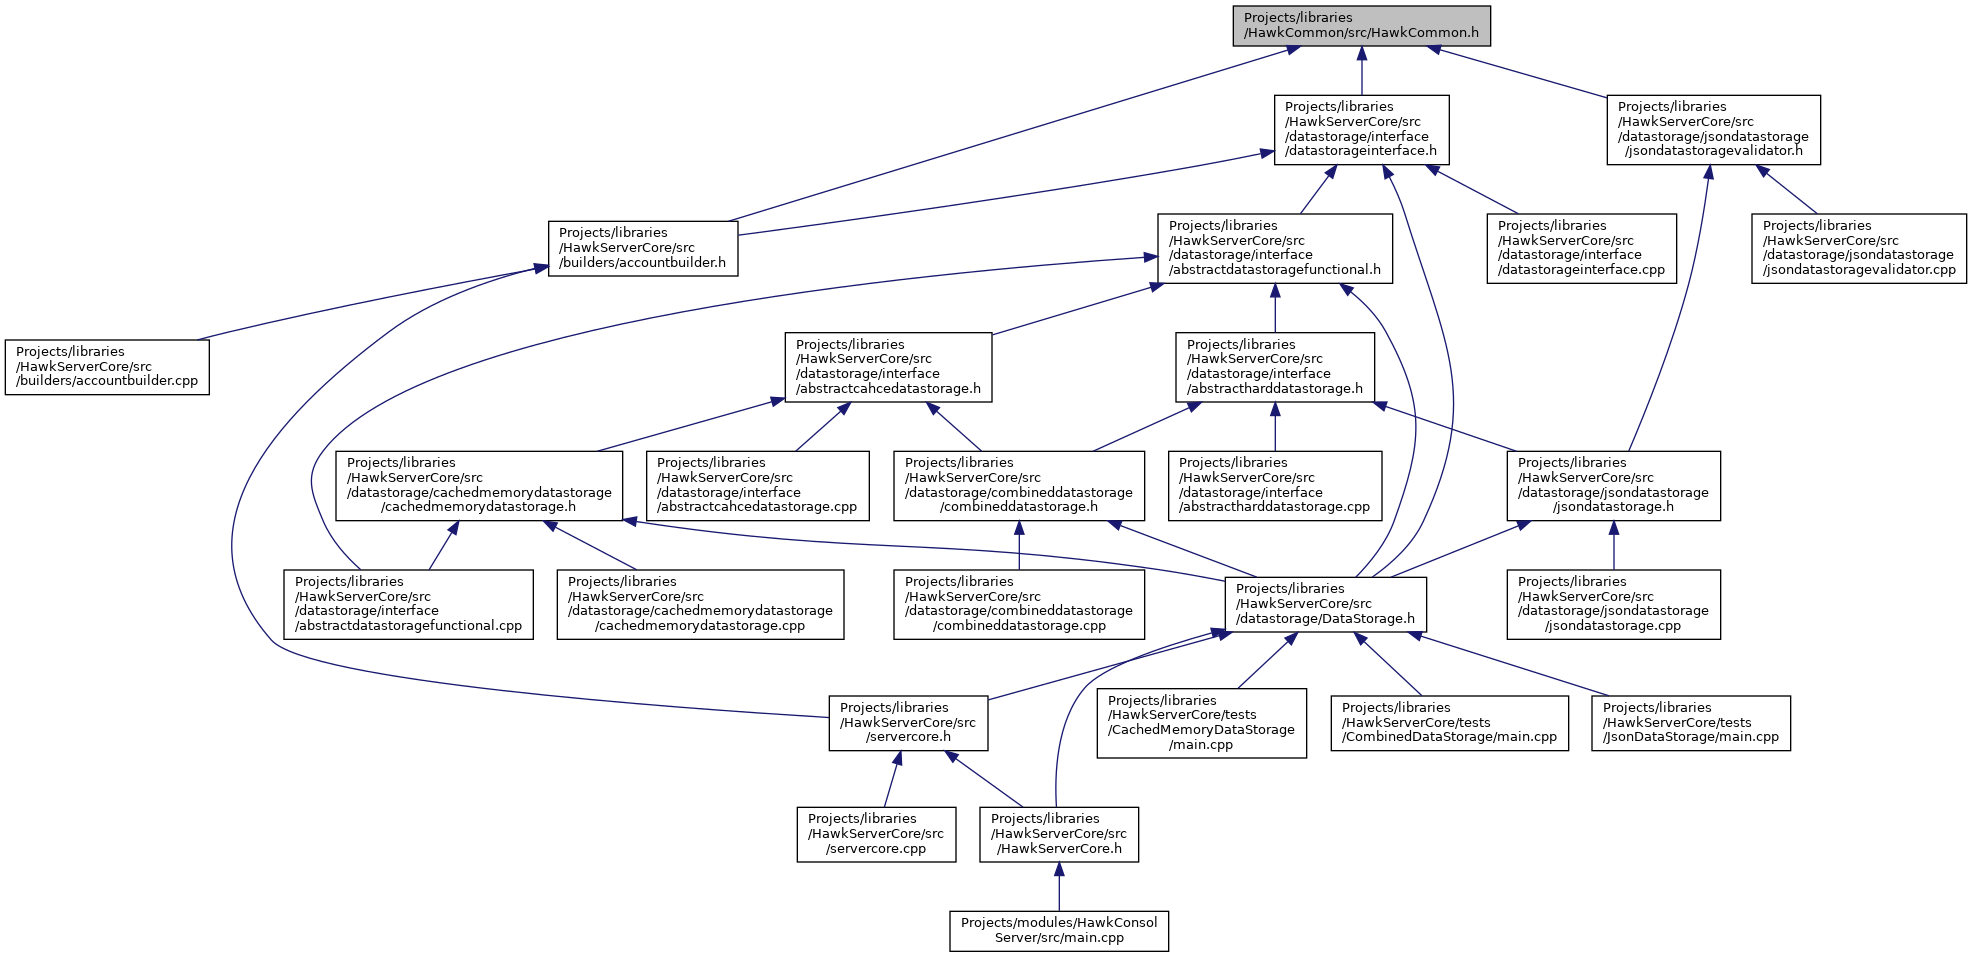 Projects/libraries
/HawkCommon/src/HawkCommon.h
Projects/libraries
/HawkServerCore/src
/datastorage/interface
/datastorageinterface.h
Projects/libraries
/HawkServerCore/src
/datastorage/jsondatastorage
/jsondatastoragevalidator.h
Projects/libraries
/HawkServerCore/src
/builders/accountbuilder.h
Projects/libraries
/HawkServerCore/src
/datastorage/interface
/abstractdatastoragefunctional.h
Projects/libraries
/HawkServerCore/src
/datastorage/interface
/datastorageinterface.cpp
Projects/libraries
/HawkServerCore/src
/datastorage/jsondatastorage
/jsondatastoragevalidator.cpp
Projects/libraries
/HawkServerCore/src
/builders/accountbuilder.cpp
Projects/libraries
/HawkServerCore/src
/datastorage/interface
/abstractcahcedatastorage.h
Projects/libraries
/HawkServerCore/src
/datastorage/interface
/abstractharddatastorage.h
Projects/libraries
/HawkServerCore/src
/datastorage/cachedmemorydatastorage
/cachedmemorydatastorage.h
Projects/libraries
/HawkServerCore/src
/datastorage/interface
/abstractcahcedatastorage.cpp
Projects/libraries
/HawkServerCore/src
/datastorage/combineddatastorage
/combineddatastorage.h
Projects/libraries
/HawkServerCore/src
/datastorage/interface
/abstractharddatastorage.cpp
Projects/libraries
/HawkServerCore/src
/datastorage/jsondatastorage
/jsondatastorage.h
Projects/libraries
/HawkServerCore/src
/datastorage/interface
/abstractdatastoragefunctional.cpp
Projects/libraries
/HawkServerCore/src
/datastorage/cachedmemorydatastorage
/cachedmemorydatastorage.cpp
Projects/libraries
/HawkServerCore/src
/datastorage/combineddatastorage
/combineddatastorage.cpp
Projects/libraries
/HawkServerCore/src
/datastorage/DataStorage.h
Projects/libraries
/HawkServerCore/src
/datastorage/jsondatastorage
/jsondatastorage.cpp
Projects/libraries
/HawkServerCore/src
/servercore.h
Projects/libraries
/HawkServerCore/tests
/CachedMemoryDataStorage
/main.cpp
Projects/libraries
/HawkServerCore/tests
/CombinedDataStorage/main.cpp
Projects/libraries
/HawkServerCore/tests
/JsonDataStorage/main.cpp
Projects/libraries
/HawkServerCore/src
/servercore.cpp
Projects/libraries
/HawkServerCore/src
/HawkServerCore.h
Projects/modules/HawkConsol
Server/src/main.cpp